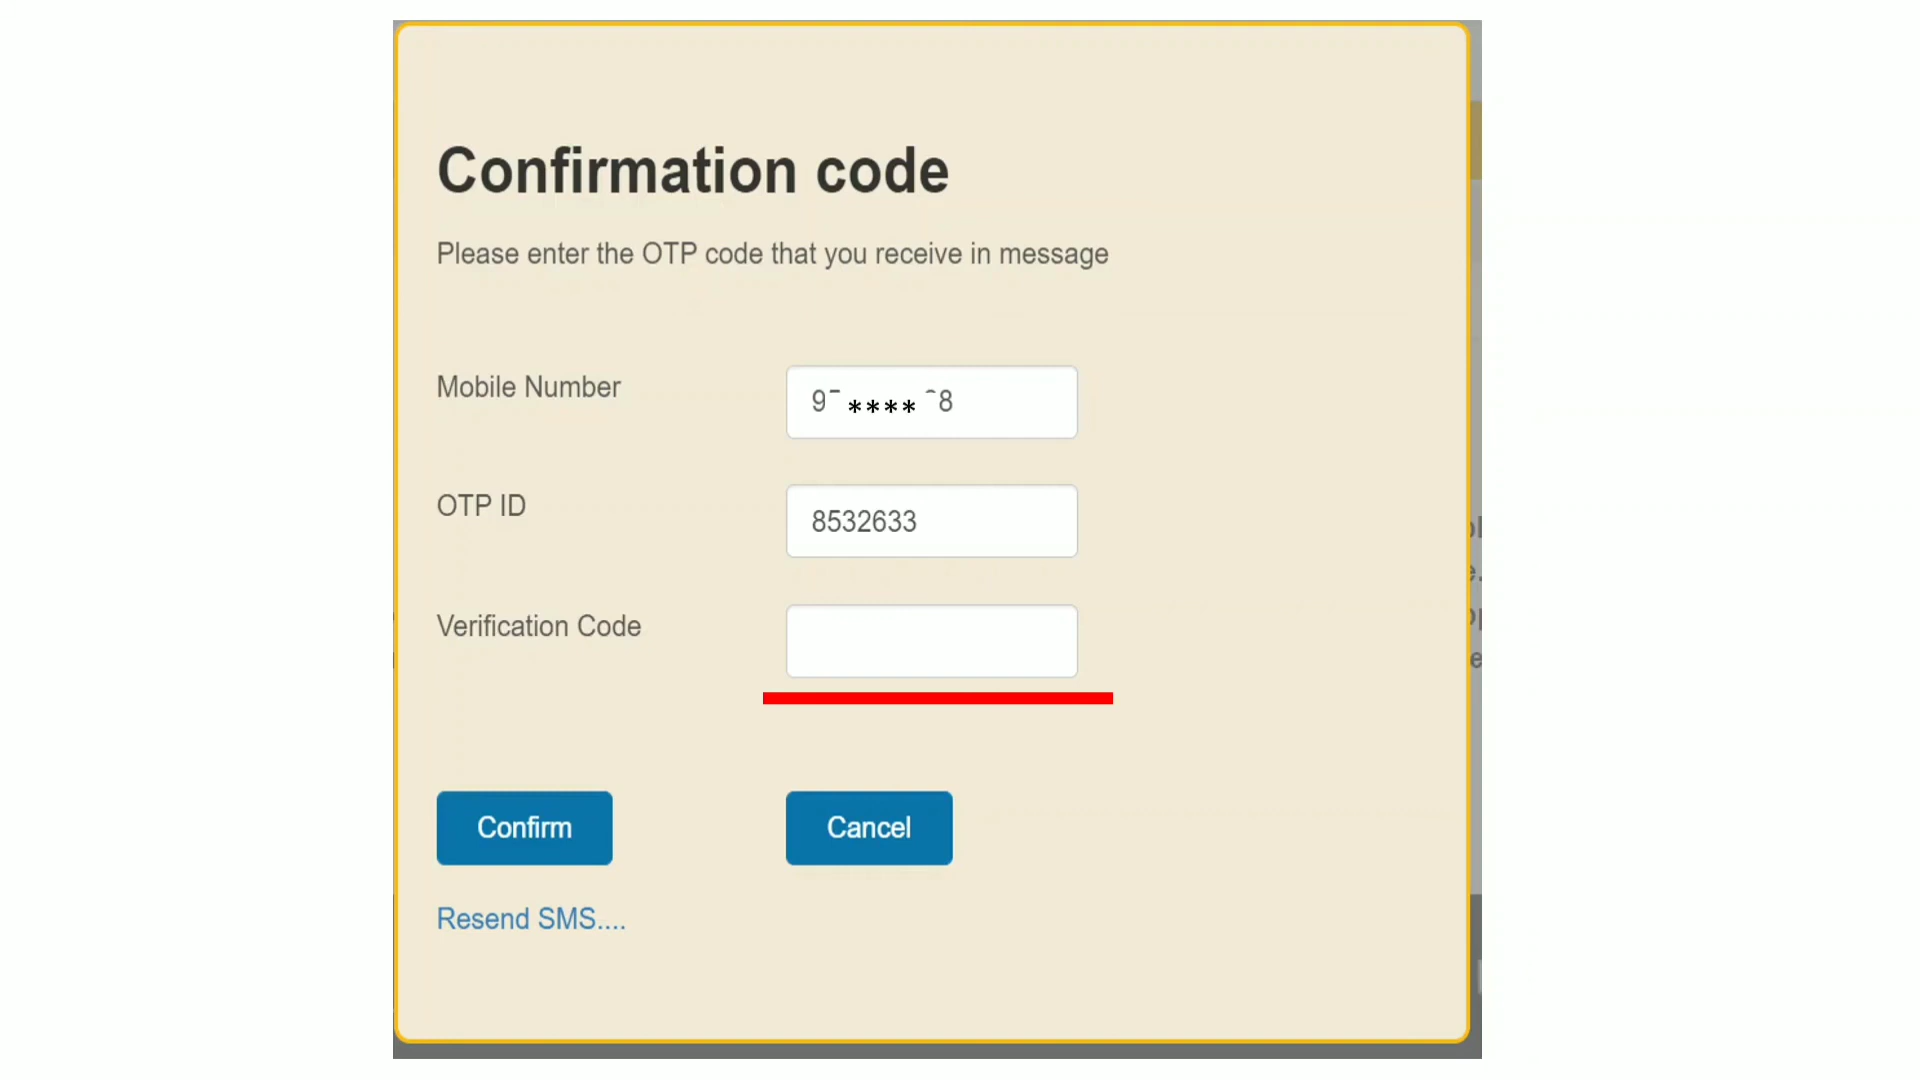 Confirmation code
Please enter the OTP code that you receive in message
Mobile Number
9 **** 8
OTP ID
8532633
Verification Code
Confirm
Cancel
Resend SMS....